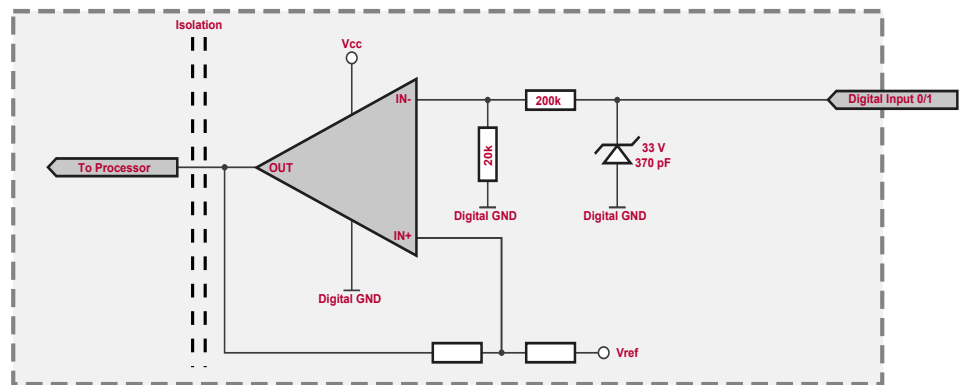 Isolation
Vcc
IN-
200k
Digital Input 0/1
20k
33 V
370 pF
To Processor
OUT
Digital GND
Digital GND
IN+
Digital GND
Vref